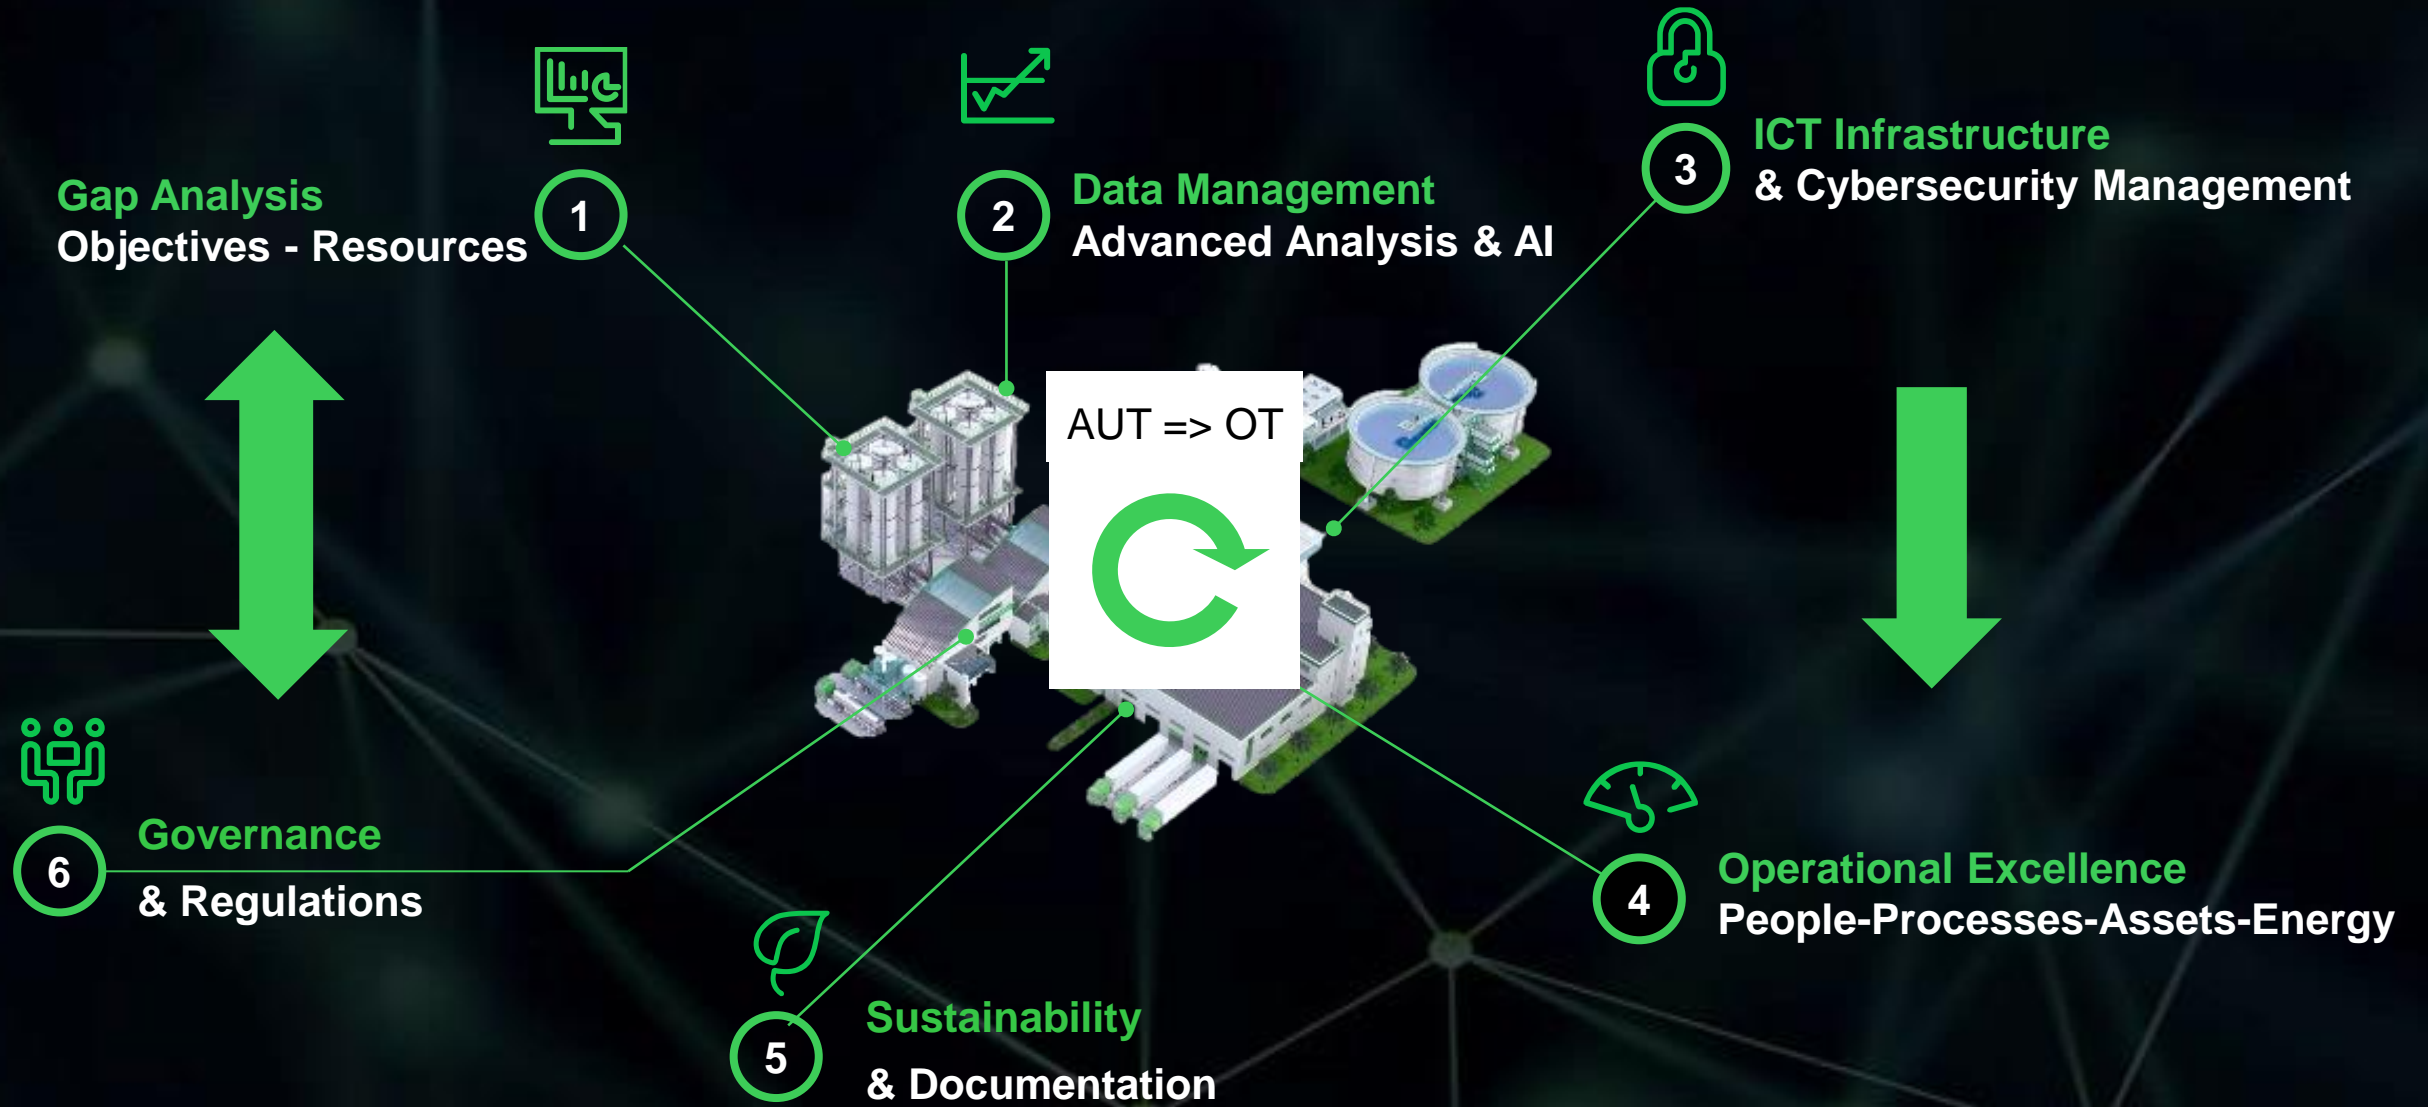 1
Gap Analysis
Objectives - Resources
2
Data Management
Advanced Analysis & AI
3
ICT Infrastructure
& Cybersecurity Management
AUT => OT
4
Operational Excellence
People-Processes-Assets-Energy
5
Sustainability
& Documentation
6
Governance
& Regulations